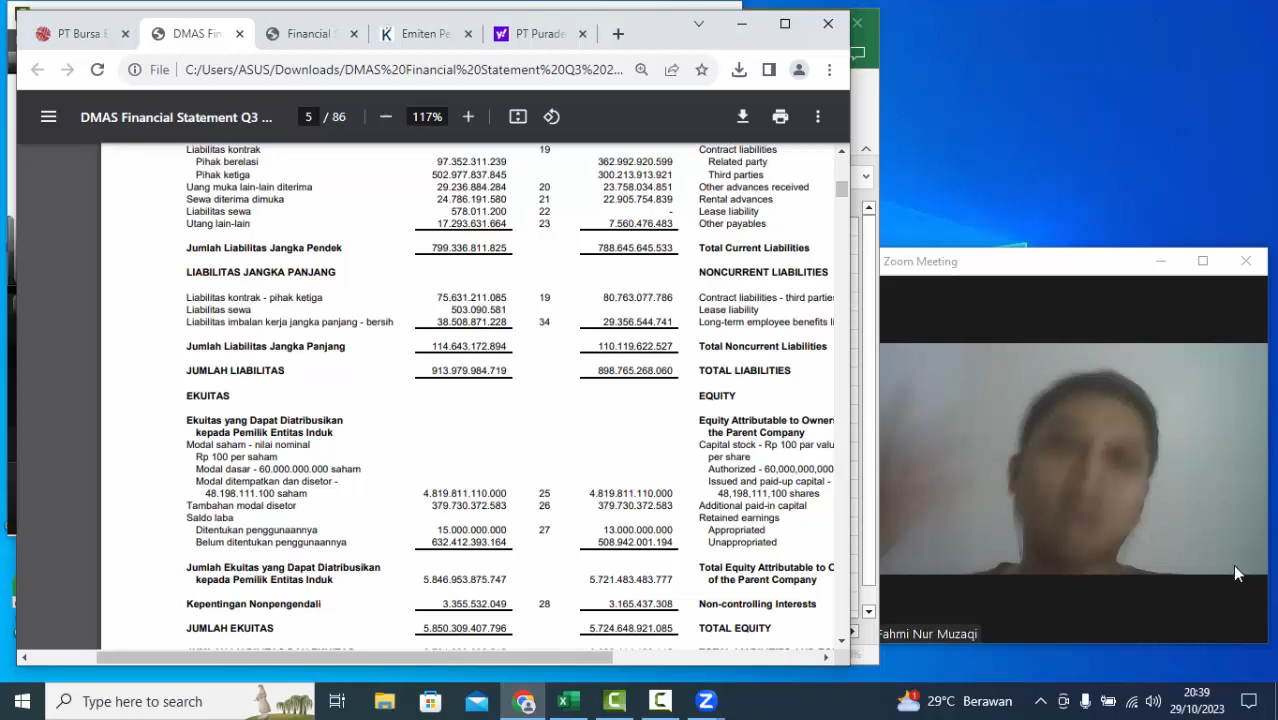 PT Bursa E
DMAS Fin
Financial S
K Emiten Pe
y! PT Purade
File C:/Users/ASUS/Downloads/DMAS%20Financial%20Statement%20Q3%202...
DMAS Financial Statement Q3 ... 5 / 86 117%
Liabilitas kontrak 19 Contract liabilities
Pihak berelasi 97.352.311.239 362.992.920.599 Related party
Pihak ketiga 502.977.837.845 300.213.913.921 Third parties
Uang muka lain-lain diterima 29.236.884.284 20 23.758.034.851 Other advances received
Sewa diterima dimuka 24.786.191.580 21 22.905.754.839 Rental advances
Liabilitas sewa 578.011.200 22 - Lease liability
Utang lain-lain 17.293.631.664 23 7.560.476.483 Other payables
Jumlah Liabilitas Jangka Pendek 799.336.811.825 788.645.645.533 Total Current Liabilities
LIABILITAS JANGKA PANJANG NONCURRENT LIABILITIES
Liabilitas kontrak - pihak ketiga 75.631.211.085 19 80.763.077.786 Contract liabilities - third parties
Liabilitas sewa 503.090.581 Lease liability
Liabilitas imbalan kerja jangka panjang - bersih 38.508.871.228 34 29.356.544.741 Long-term employee benefits li
Jumlah Liabilitas Jangka Panjang 114.643.172.894 110.119.622.527 Total Noncurrent Liabilities
JUMLAH LIABILITAS 913.979.984.719 898.765.268.060 TOTAL LIABILITIES
EKUITAS EQUITY
Ekuitas yang Dapat Diatribusikan Equity Attributable to Owners
kepada Pemilik Entitas Induk the Parent Company
Modal saham - nilai nominal Capital stock - Rp 100 par valu
Rp 100 per saham per share
Modal dasar - 60.000.000.000 saham Authorized - 60,000,000,000
Modal ditempatkan dan disetor - Issued and paid-up capital -
48.198.111.100 saham 4.819.811.110.000 25 4.819.811.110.000 48,198,111,100 shares
Tambahan modal disetor 379.730.372.583 26 379.730.372.583 Additional paid-in capital
Saldo laba Retained earnings
Ditentukan penggunaannya 15.000.000.000 27 13.000.000.000 Appropriated
Belum ditentukan penggunaannya 632.412.393.164 508.942.001.194 Unappropriated
Jumlah Ekuitas yang Dapat Diatribusikan Total Equity Attributable to O
kepada Pemilik Entitas Induk 5.846.953.875.747 5.721.483.483.777 of the Parent Company
Kepentingan Nonpengendali 3.355.532.049 28 3.165.437.308 Non-controlling Interests
JUMLAH EKUITAS 5.850.309.407.796 5.724.648.921.085 TOTAL EQUITY
Zoom Meeting
Fahmi Nur Muzaqi
Type here to search
29°C Berawan
20:39
29/10/2023